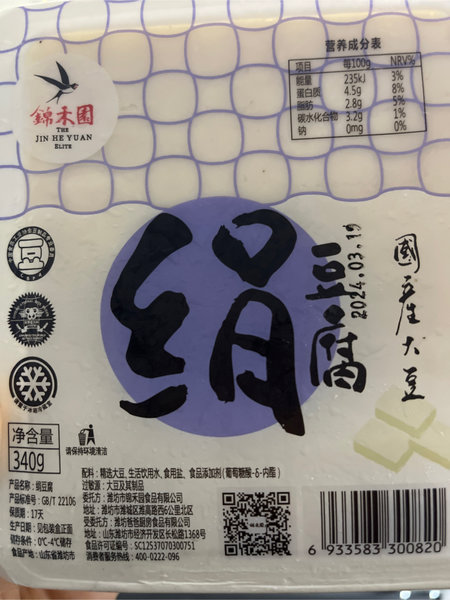 錦禾園
THE
JIN HE YUAN
ELITE
营养成分表
项目 每100g NRV%
能量 235kJ 3%
蛋白质 4.5g 8%
脂肪 2.8g 5%
碳水化合物 3.2g 1%
钠 0mg 0%
绢
豆腐
2024.03.19
國産大豆
净含量
340g
请保持环境清洁
产品名称：绢豆腐
产品标准号：GB/T 22106
保质期：17天
生产日期：见包装盒正面
储存条件：0℃-4℃储存
产地：山东省潍坊市
配料：精选大豆、生活饮用水、食用盐、食品添加剂(葡萄糖酸-δ-内酯)
过敏源：大豆及其制品
委托方：潍坊市锦禾园食品有限公司
地址：潍坊市潍城区潍高路西6公里北区
受委托方：潍坊爸爸厨房食品有限公司
地址：山东省潍坊市经济开发区长松路1368号
食品许可证编号：SC12537070300751
消费者服务热线：400-0222-096
6 933583 300820